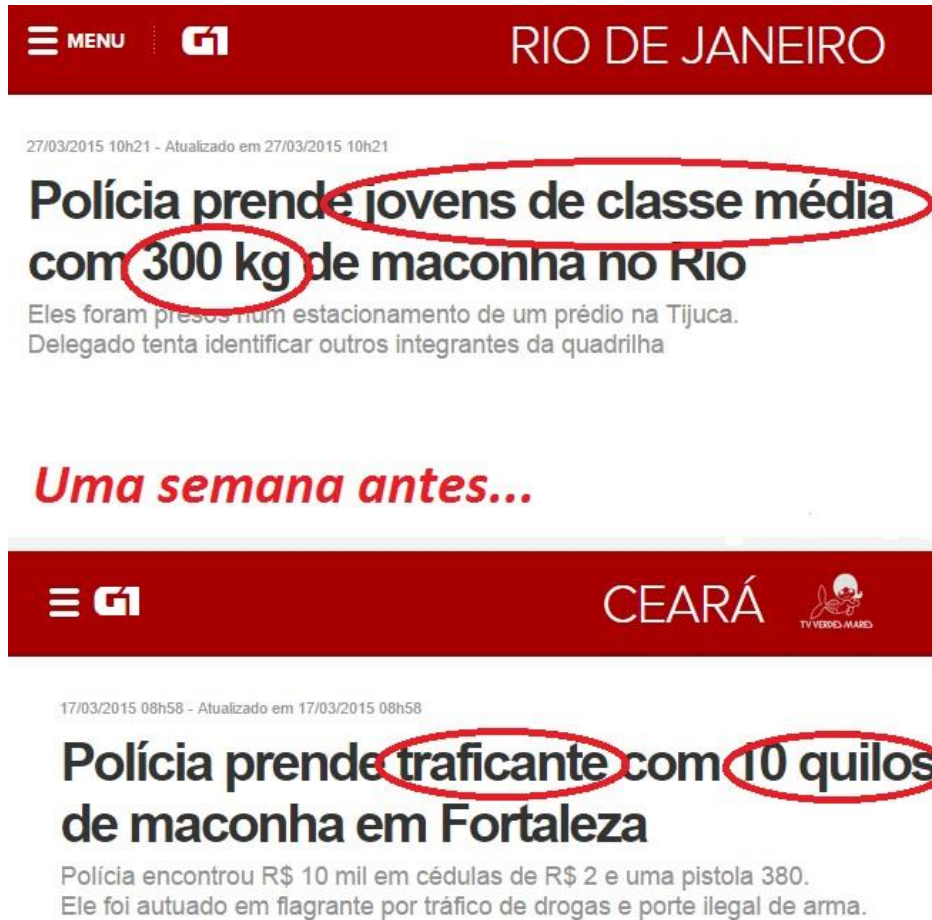 MENU G1 RIO DE JANEIRO
27/03/2015 10h21 - Atualizado em 27/03/2015 10h21
Polícia prende jovens de classe média
com 300 kg de maconha no Rio
Eles foram presos num estacionamento de um prédio na Tijuca.
Delegado tenta identificar outros integrantes da quadrilha
Uma semana antes...
G1 CEARÁ TV VERDES MARES
17/03/2015 08h58 - Atualizado em 17/03/2015 08h58
Polícia prende traficante com 10 quilos
de maconha em Fortaleza
Polícia encontrou R$ 10 mil em cédulas de R$ 2 e uma pistola 380.
Ele foi autuado em flagrante por tráfico de drogas e porte ilegal de arma.